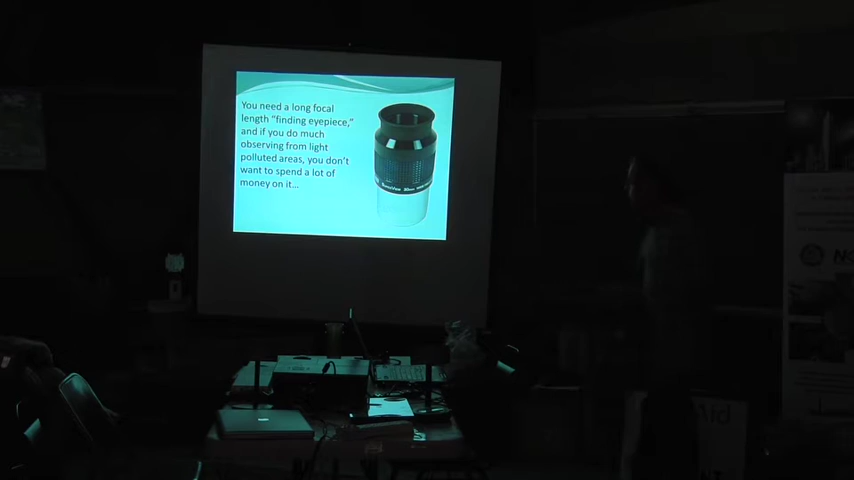 You need a long focal
length “finding eyepiece,”
and if you do much
observing from light
polluted areas, you don’t
want to spend a lot of
money on it…